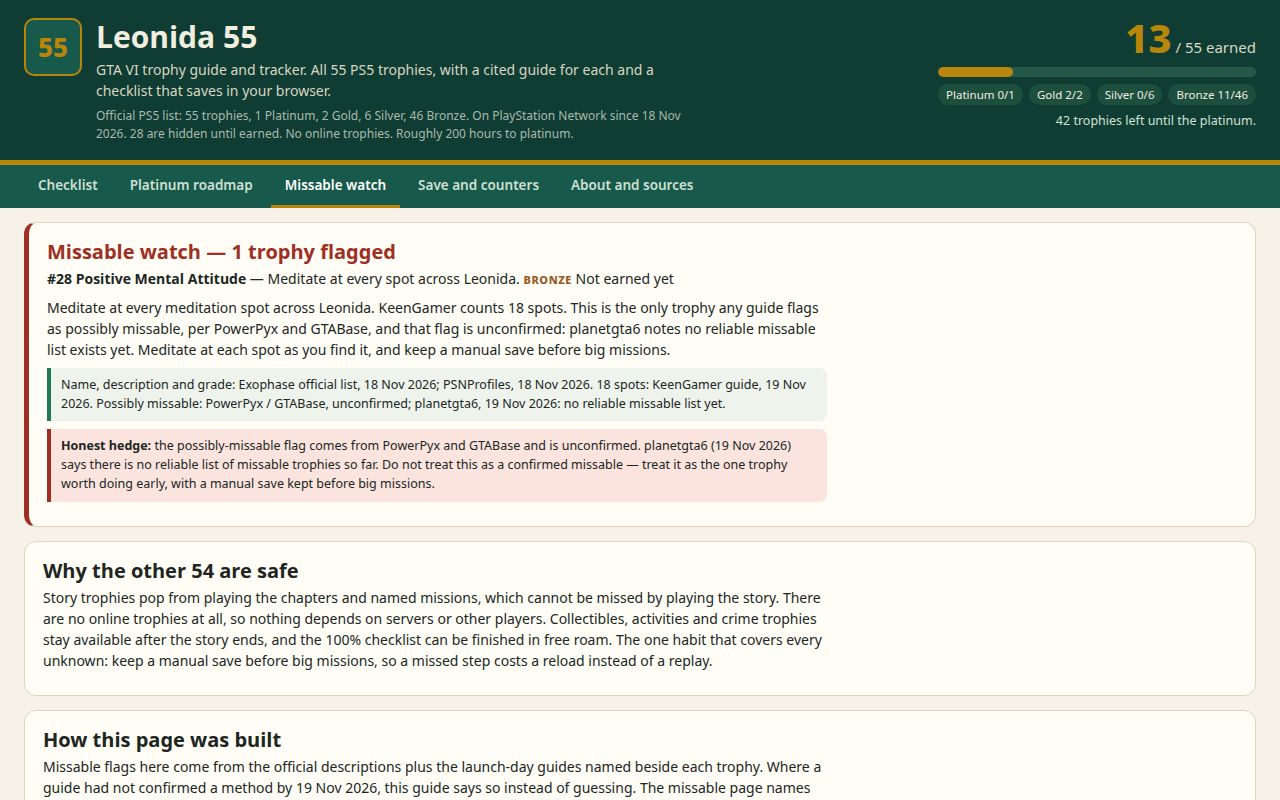 55
Leonida 55
GTA VI trophy guide and tracker. All 55 PS5 trophies, with a cited guide for each and a
checklist that saves in your browser.
Official PS5 list: 55 trophies, 1 Platinum, 2 Gold, 6 Silver, 46 Bronze. On PlayStation Network since 18 Nov
2026. 28 are hidden until earned. No online trophies. Roughly 200 hours to platinum.
13 / 55 earned
Platinum 0/1 Gold 2/2 Silver 0/6 Bronze 11/46
42 trophies left until the platinum.
Checklist Platinum roadmap Missable watch Save and counters About and sources
Missable watch — 1 trophy flagged
#28 Positive Mental Attitude — Meditate at every spot across Leonida. BRONZE Not earned yet
Meditate at every meditation spot across Leonida. KeenGamer counts 18 spots. This is the only trophy any guide flags
as possibly missable, per PowerPyx and GTABase, and that flag is unconfirmed: planetgta6 notes no reliable missable
list exists yet. Meditate at each spot as you find it, and keep a manual save before big missions.
Name, description and grade: Exophase official list, 18 Nov 2026; PSNProfiles, 18 Nov 2026. 18 spots: KeenGamer guide, 19 Nov
2026. Possibly missable: PowerPyx / GTABase, unconfirmed; planetgta6, 19 Nov 2026: no reliable missable list yet.
Honest hedge: the possibly-missable flag comes from PowerPyx and GTABase and is unconfirmed. planetgta6 (19 Nov 2026)
says there is no reliable list of missable trophies so far. Do not treat this as a confirmed missable — treat it as the one trophy
worth doing early, with a manual save kept before big missions.
Why the other 54 are safe
Story trophies pop from playing the chapters and named missions, which cannot be missed by playing the story. There
are no online trophies at all, so nothing depends on servers or other players. Collectibles, activities and crime trophies
stay available after the story ends, and the 100% checklist can be finished in free roam. The one habit that covers every
unknown: keep a manual save before big missions, so a missed step costs a reload instead of a replay.
How this page was built
Missable flags here come from the official descriptions plus the launch-day guides named beside each trophy. Where a
guide had not confirmed a method by 19 Nov 2026, this guide says so instead of guessing. The missable page names